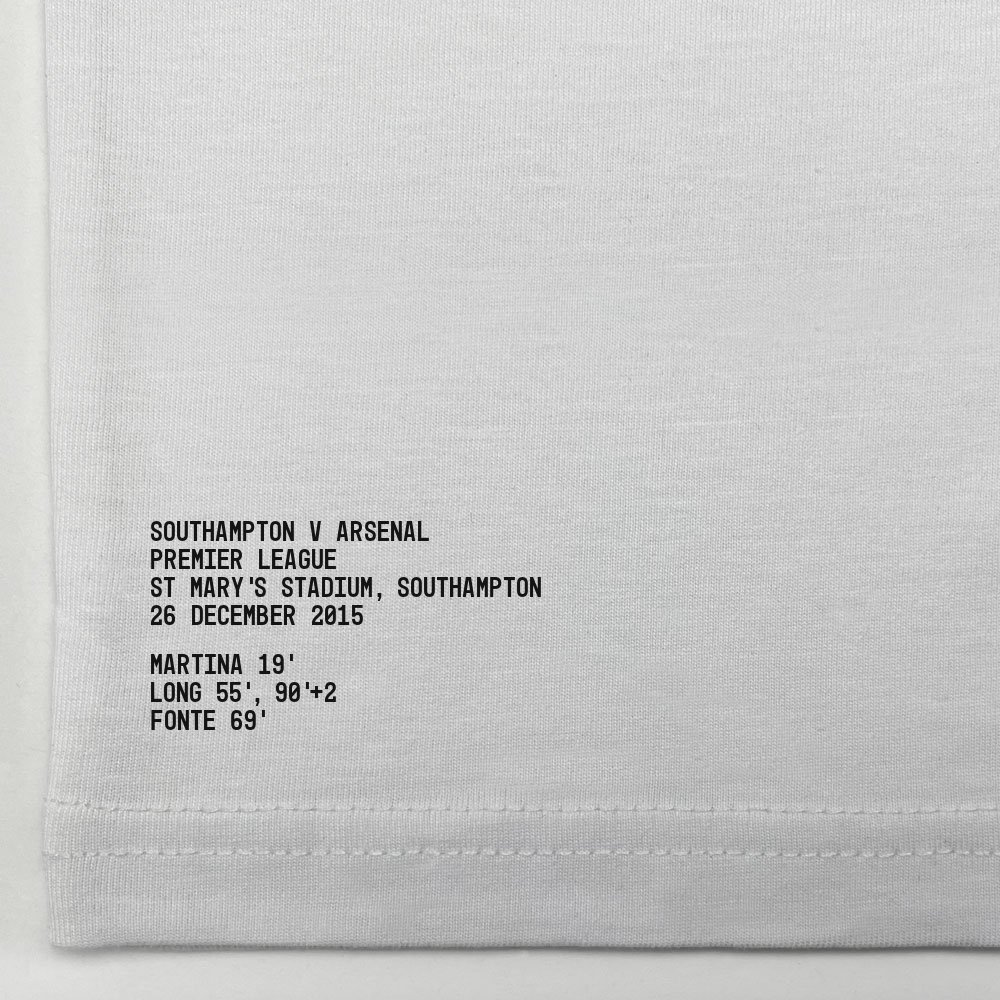 SOUTHAMPTON V ARSENAL
PREMIER LEAGUE
ST MARY'S STADIUM, SOUTHAMPTON
26 DECEMBER 2015
MARTINA 19'
LONG 55', 90'+2
FONTE 69'